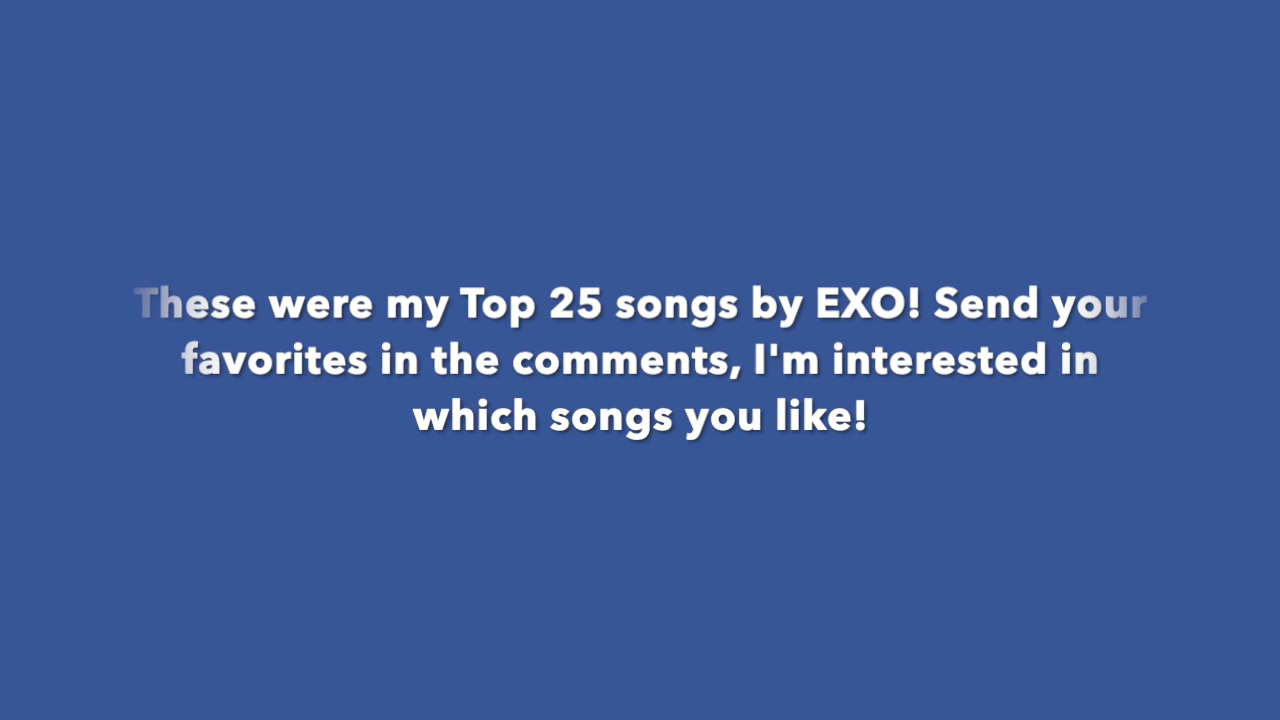 These were my Top 25 songs by EXO! Send your
favorites in the comments, I'm interested in
which songs you like!